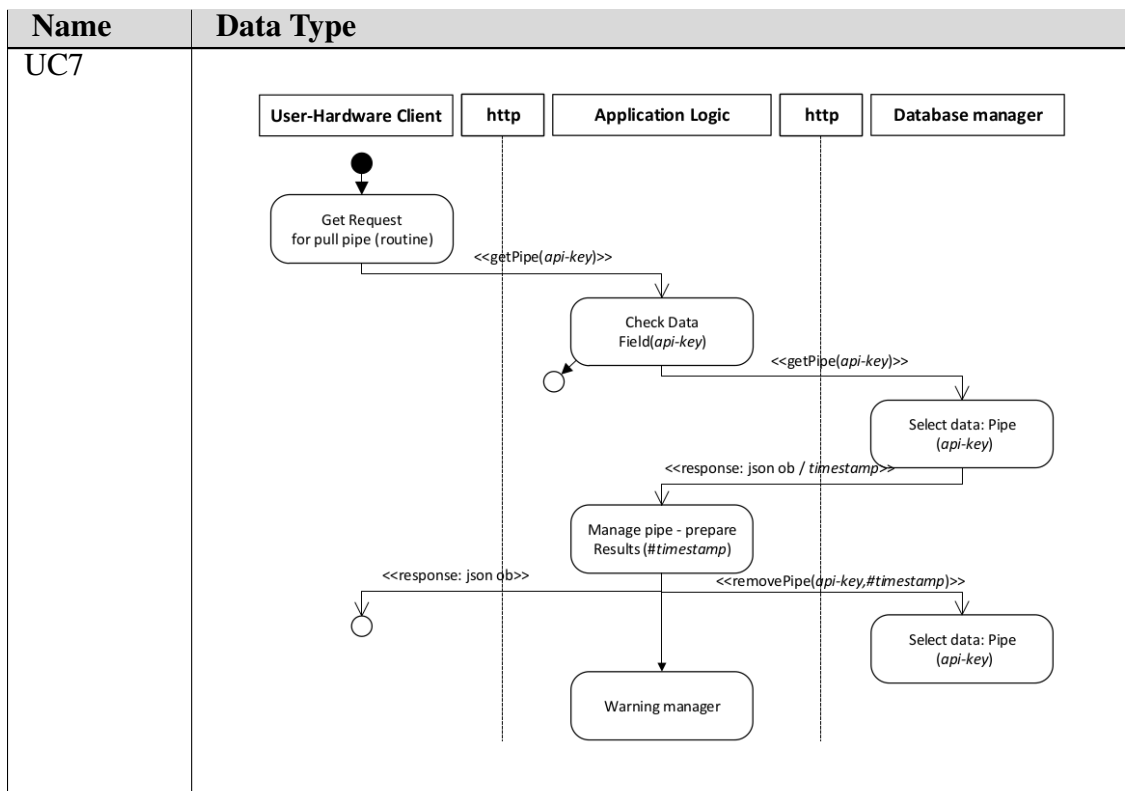 Name
Data Type
UC7
User-Hardware Client
http
Application Logic
http
Database manager
Get Request
for pull pipe (routine)
<<getPipe(api-key)>>
Check Data
Field(api-key)
<<getPipe(api-key)>>
Select data: Pipe
(api-key)
<<response: json ob / timestamp>>
Manage pipe - prepare
Results (#timestamp)
<<response: json ob>>
<<removePipe(api-key,#timestamp)>>
Select data: Pipe
(api-key)
Warning manager